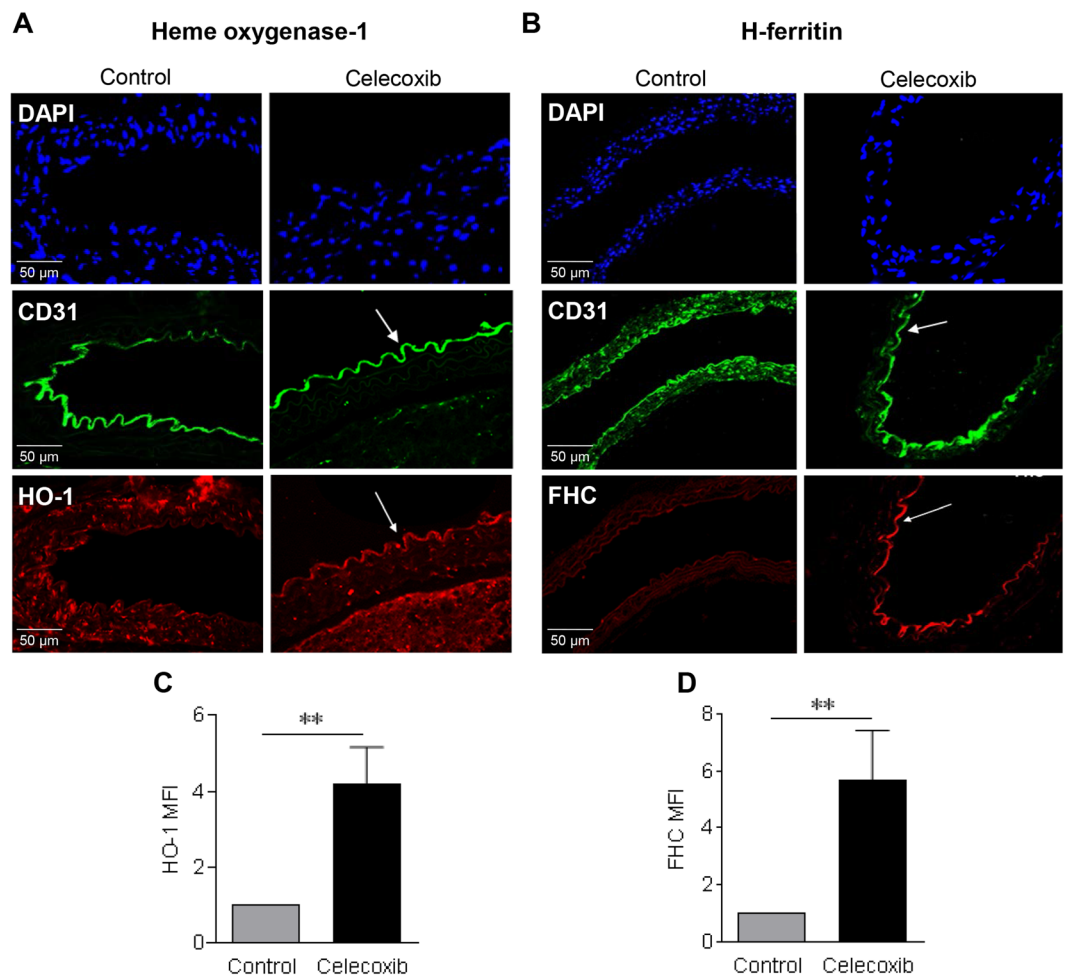 A
Heme oxygenase-1
Control
Celecoxib
DAPI
50 µm
CD31
50 µm
HO-1
50 µm
B
H-ferritin
Control
Celecoxib
DAPI
50 µm
CD31
50 µm
FHC
50 µm
C
6
4
2
0
HO-1 MFI
**
Control
Celecoxib
D
8
6
4
2
0
FHC MFI
**
Control
Celecoxib